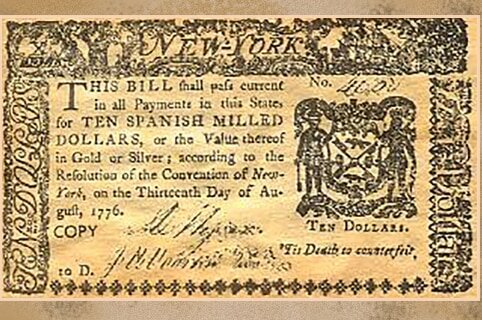 NEW-YORK
THIS BILL shall pass current
in all Payments in this State,
for TEN SPANISH MILLED
DOLLARS, or the Value thereof
in Gold or Silver; according to the
Resolution of the Convention of New-
York, on the Thirteenth Day of Au-
gust, 1776.
COPY
10 D.
No.
TEN DOLLARS.
'Tis Death to counterfeit.